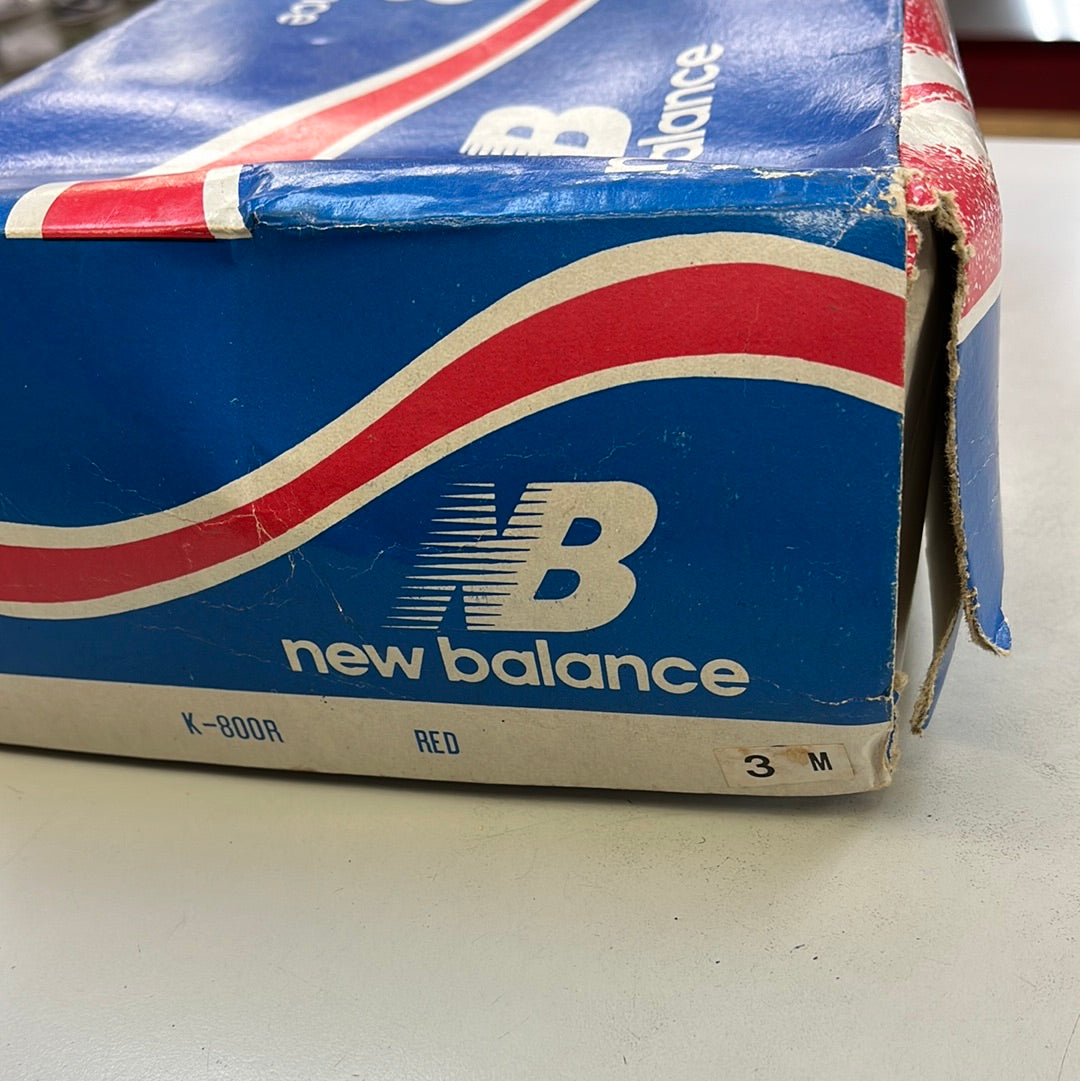 NB
balance
NB
new balance
K-800R RED 3 M